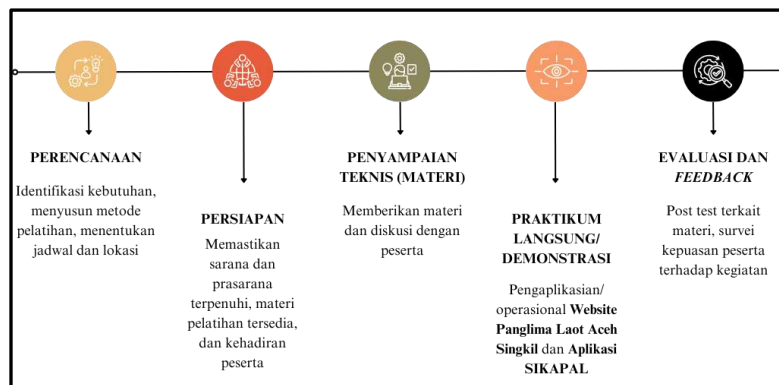 PERENCANAAN
Identifikasi kebutuhan,
menyusun metode
pelatihan, menentukan
jadwal dan lokasi
PERSIAPAN
Memastikan
sarana dan
prasarana
terpenuhi, materi
pelatihan tersedia,
dan kehadiran
peserta
PENYAMPAIAN
TEKNIS (MATERI)
Memberikan materi
dan diskusi dengan
peserta
PRAKTIKUM
LANGSUNG/
DEMONSTRASI
Pengaplikasian/
operasional Website
Panglima Laot Aceh
Singkil dan Aplikasi
SIKAPAL
EVALUASI DAN
FEEDBACK
Post test terkait
materi, survei
kepuasan peserta
terhadap kegiatan